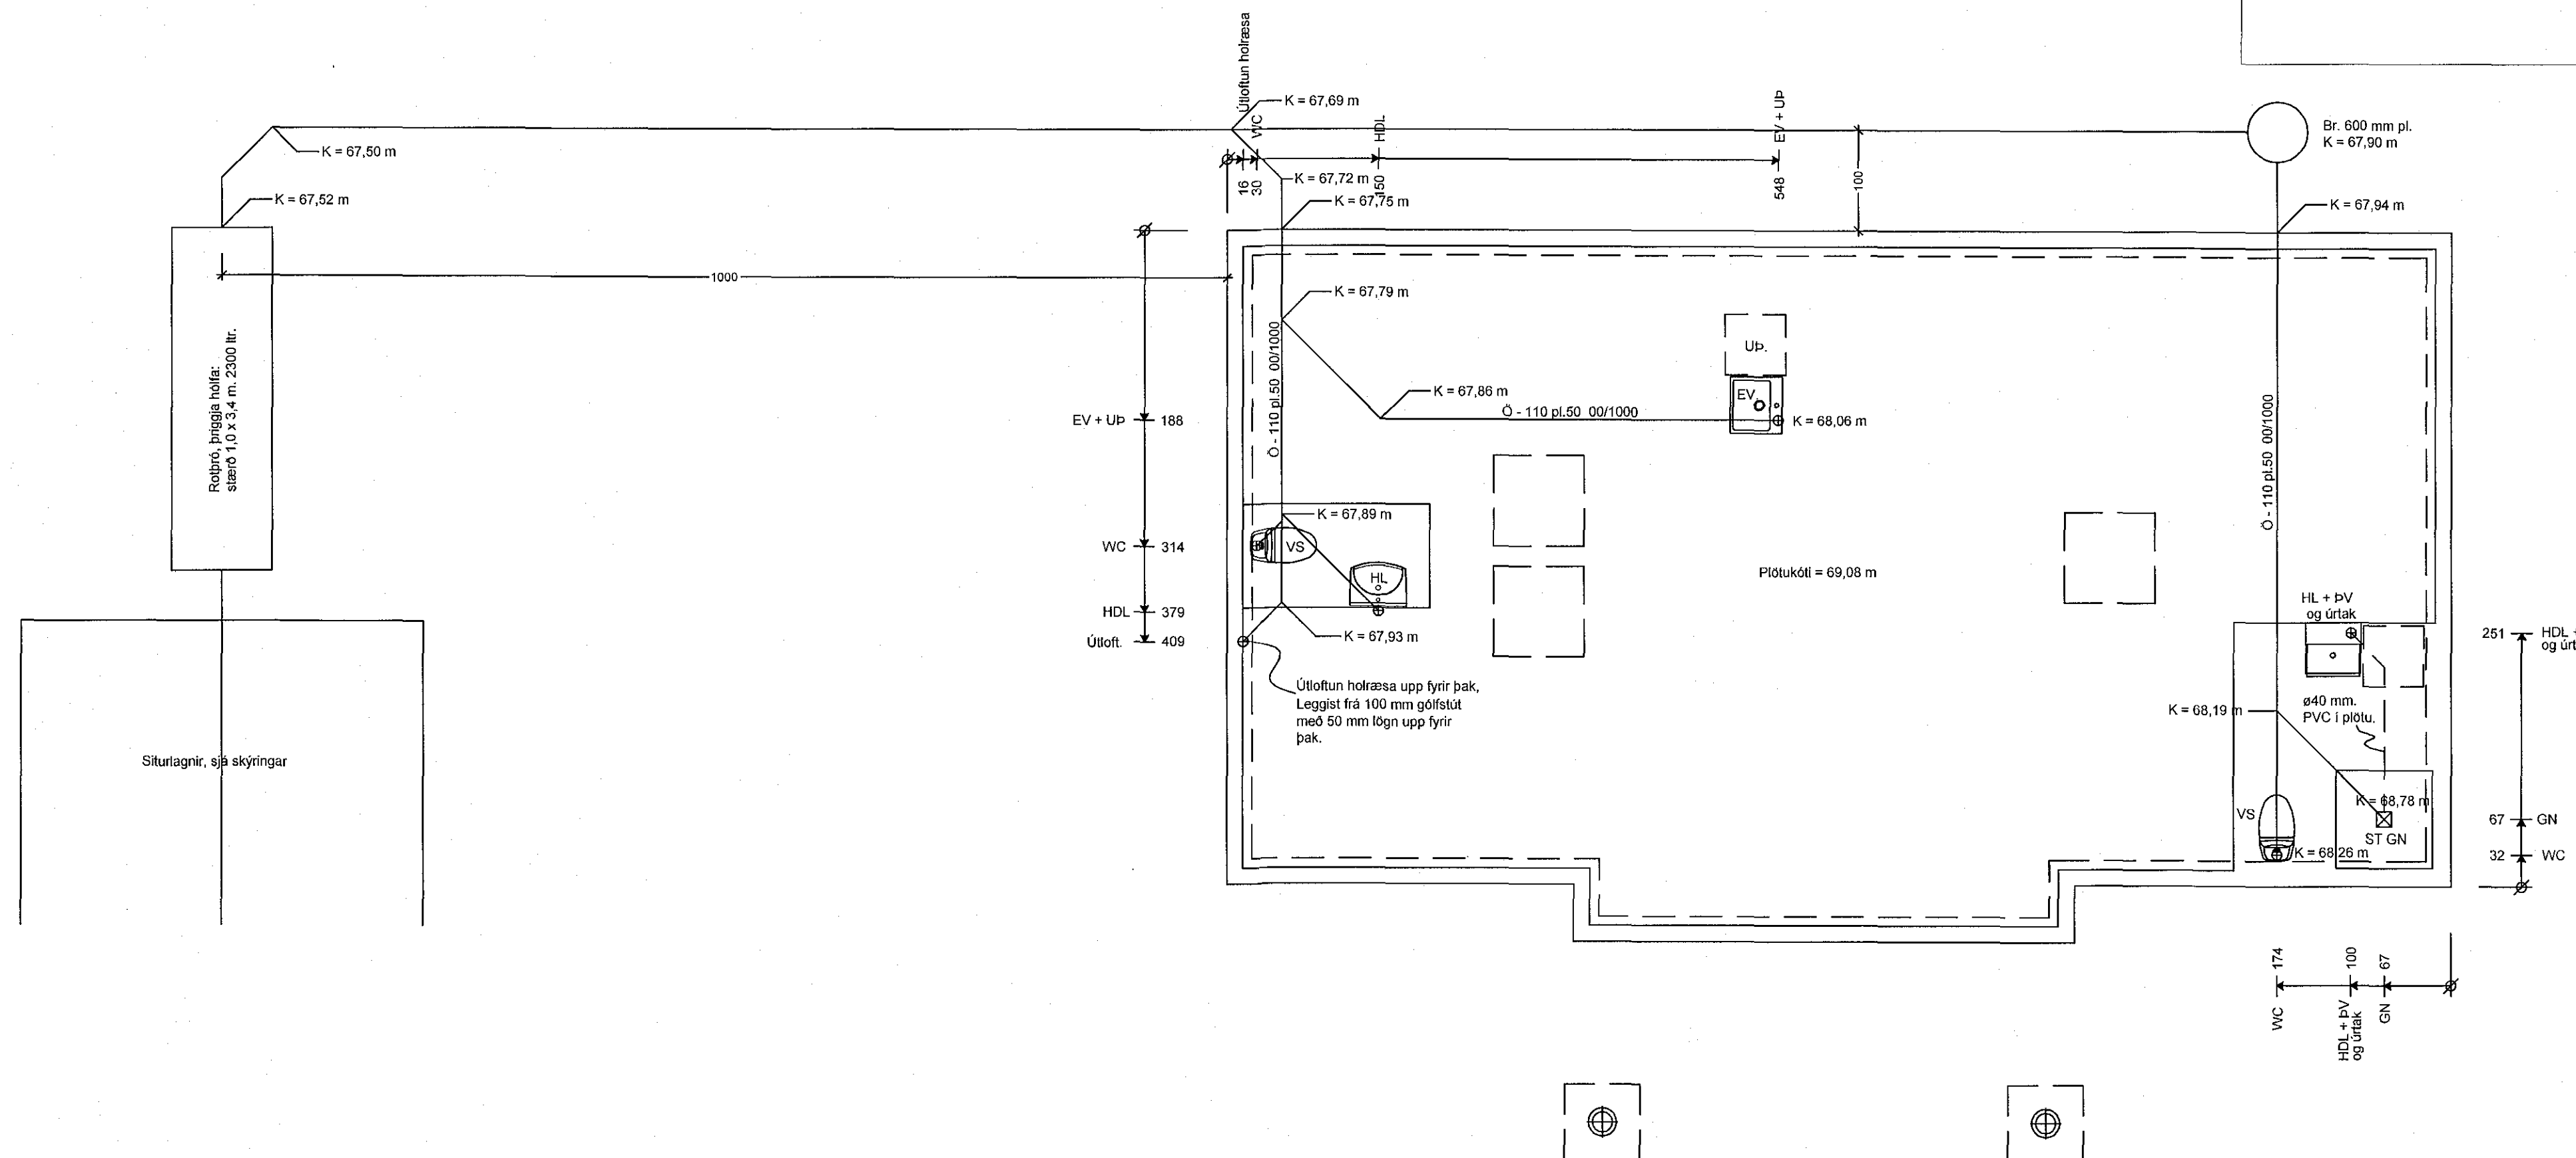 Útloftun holræsa
WC
HDL
EV + UÞ
K = 67,69 m
16
30
150
548
100
Br. 600 mm pl.
K = 67,90 m
K = 67,50 m
K = 67,52 m
K = 67,72 m
K = 67,75 m
K = 67,94 m
1000
Rotþró, þriggja hólfa:
stærð 1,0 x 3,4 m. 2300 ltr.
K = 67,79 m
Ö - 110 pl.50 00/1000
UÞ.
EV.
K = 67,86 m
Ö - 110 pl.50 00/1000
K = 68,06 m
Ö - 110 pl.50 00/1000
EV + UÞ 188
WC 314
HDL 379
Útloft. 409
K = 67,89 m
VS
HL
K = 67,93 m
Plötukóti = 69,08 m
Útloftun holræsa upp fyrir þak,
Leggist frá 100 mm gólfstút
með 50 mm lögn upp fyrir
þak.
Siturlagnir, sjá skýringar
HL + ÞV
og úrtak
ø40 mm.
PVC í plötu.
K = 68,19 m
K = 68,78 m
VS
ST GN
K = 68,26 m
251 HDL
67 GN
32 WC
174
100
67
WC
HDL + ÞV
og úrtak
GN